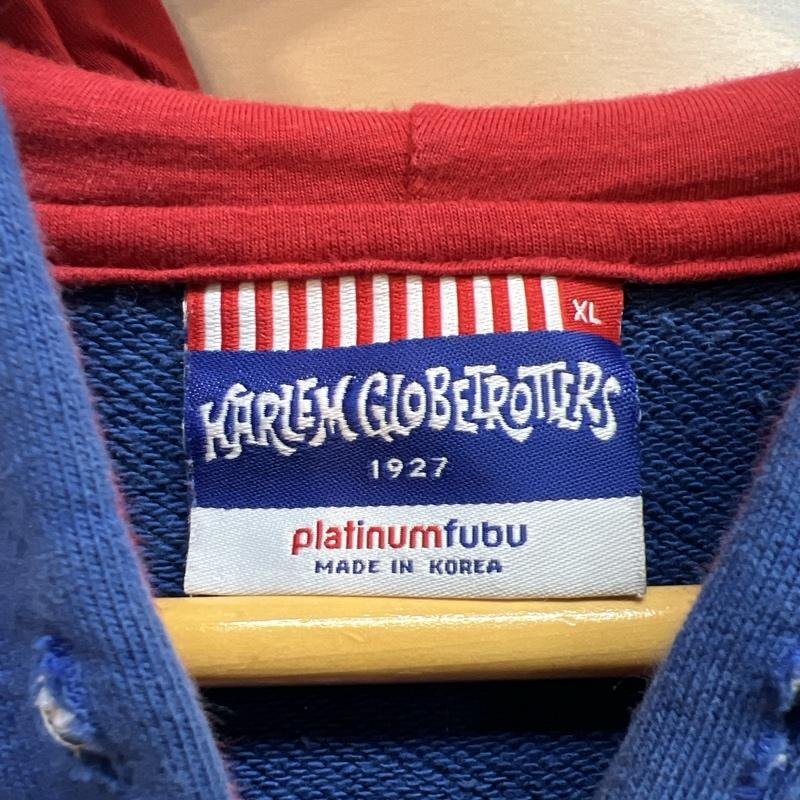 XL
HARLEM GLOBETROTTERS
1927
platinumfubu
MADE IN KOREA